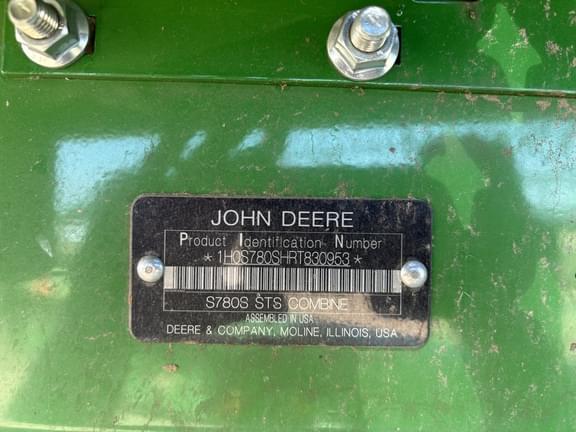 JOHN DEERE
Product Identification Number
*1H0S780SHRT830953*
S780S STS COMBINE
ASSEMBLED IN USA
DEERE & COMPANY, MOLINE, ILLINOIS, USA